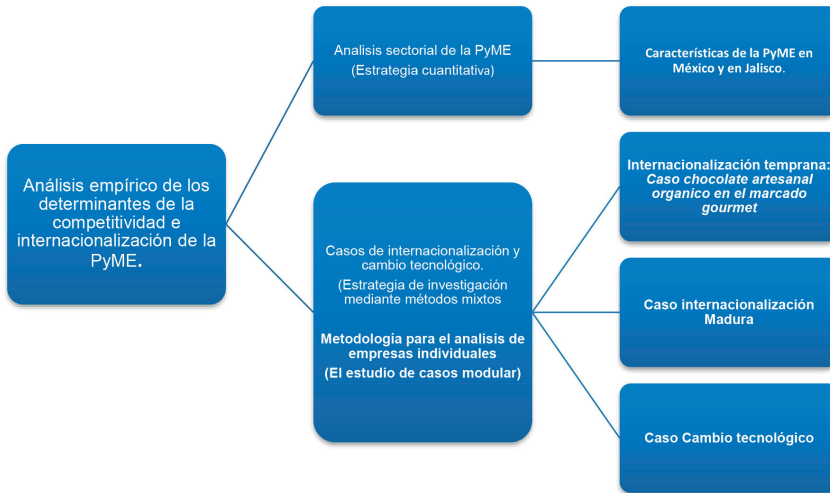 Análisis empírico de los
determinantes de la
competitividad e
internacionalización de la
PyME.
Analisis sectorial de la PyME
(Estrategia cuantitativa)
Características de la PyME en
México y en Jalisco.
Casos de internacionalización y
cambio tecnológico.
(Estrategia de investigación
mediante métodos mixtos
Metodología para el analisis de
empresas individuales
(El estudio de casos modular)
Internacionalización temprana:
Caso chocolate artesanal
organico en el marcado
gourmet
Caso internacionalización
Madura
Caso Cambio tecnológico